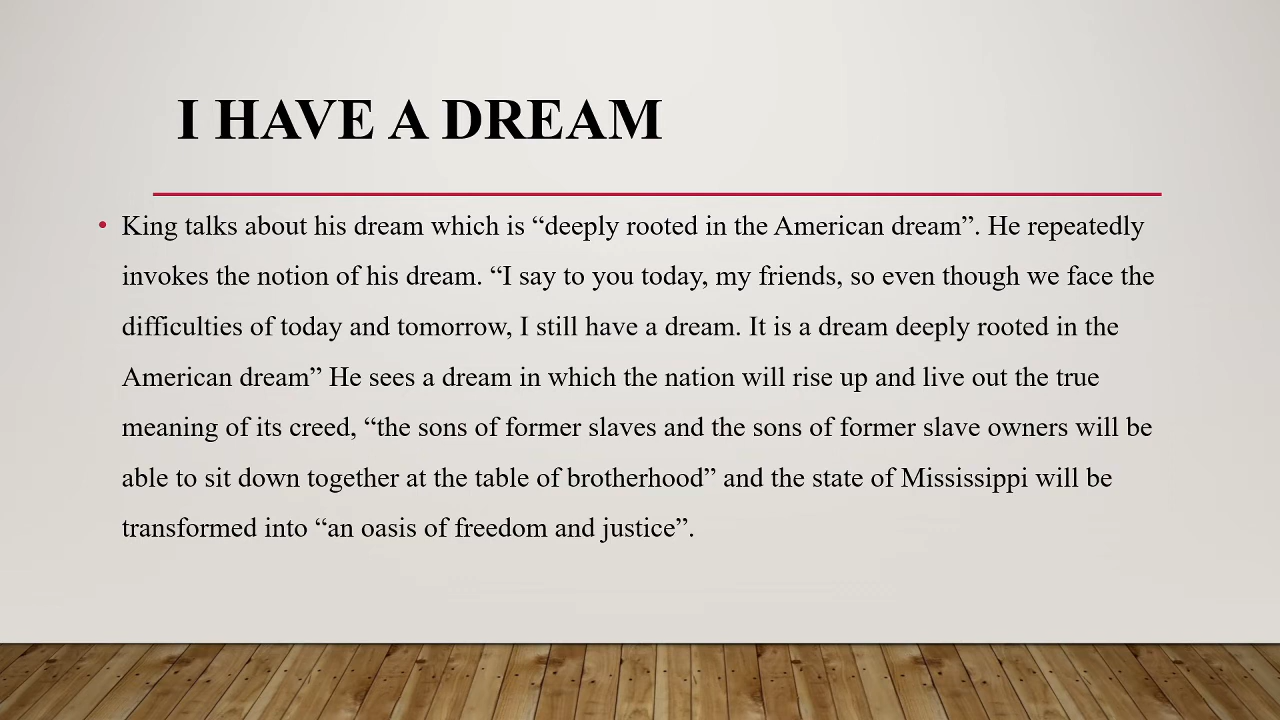 I HAVE A DREAM
• King talks about his dream which is “deeply rooted in the American dream”. He repeatedly
invokes the notion of his dream. “I say to you today, my friends, so even though we face the
difficulties of today and tomorrow, I still have a dream. It is a dream deeply rooted in the
American dream” He sees a dream in which the nation will rise up and live out the true
meaning of its creed, “the sons of former slaves and the sons of former slave owners will be
able to sit down together at the table of brotherhood” and the state of Mississippi will be
transformed into “an oasis of freedom and justice”.